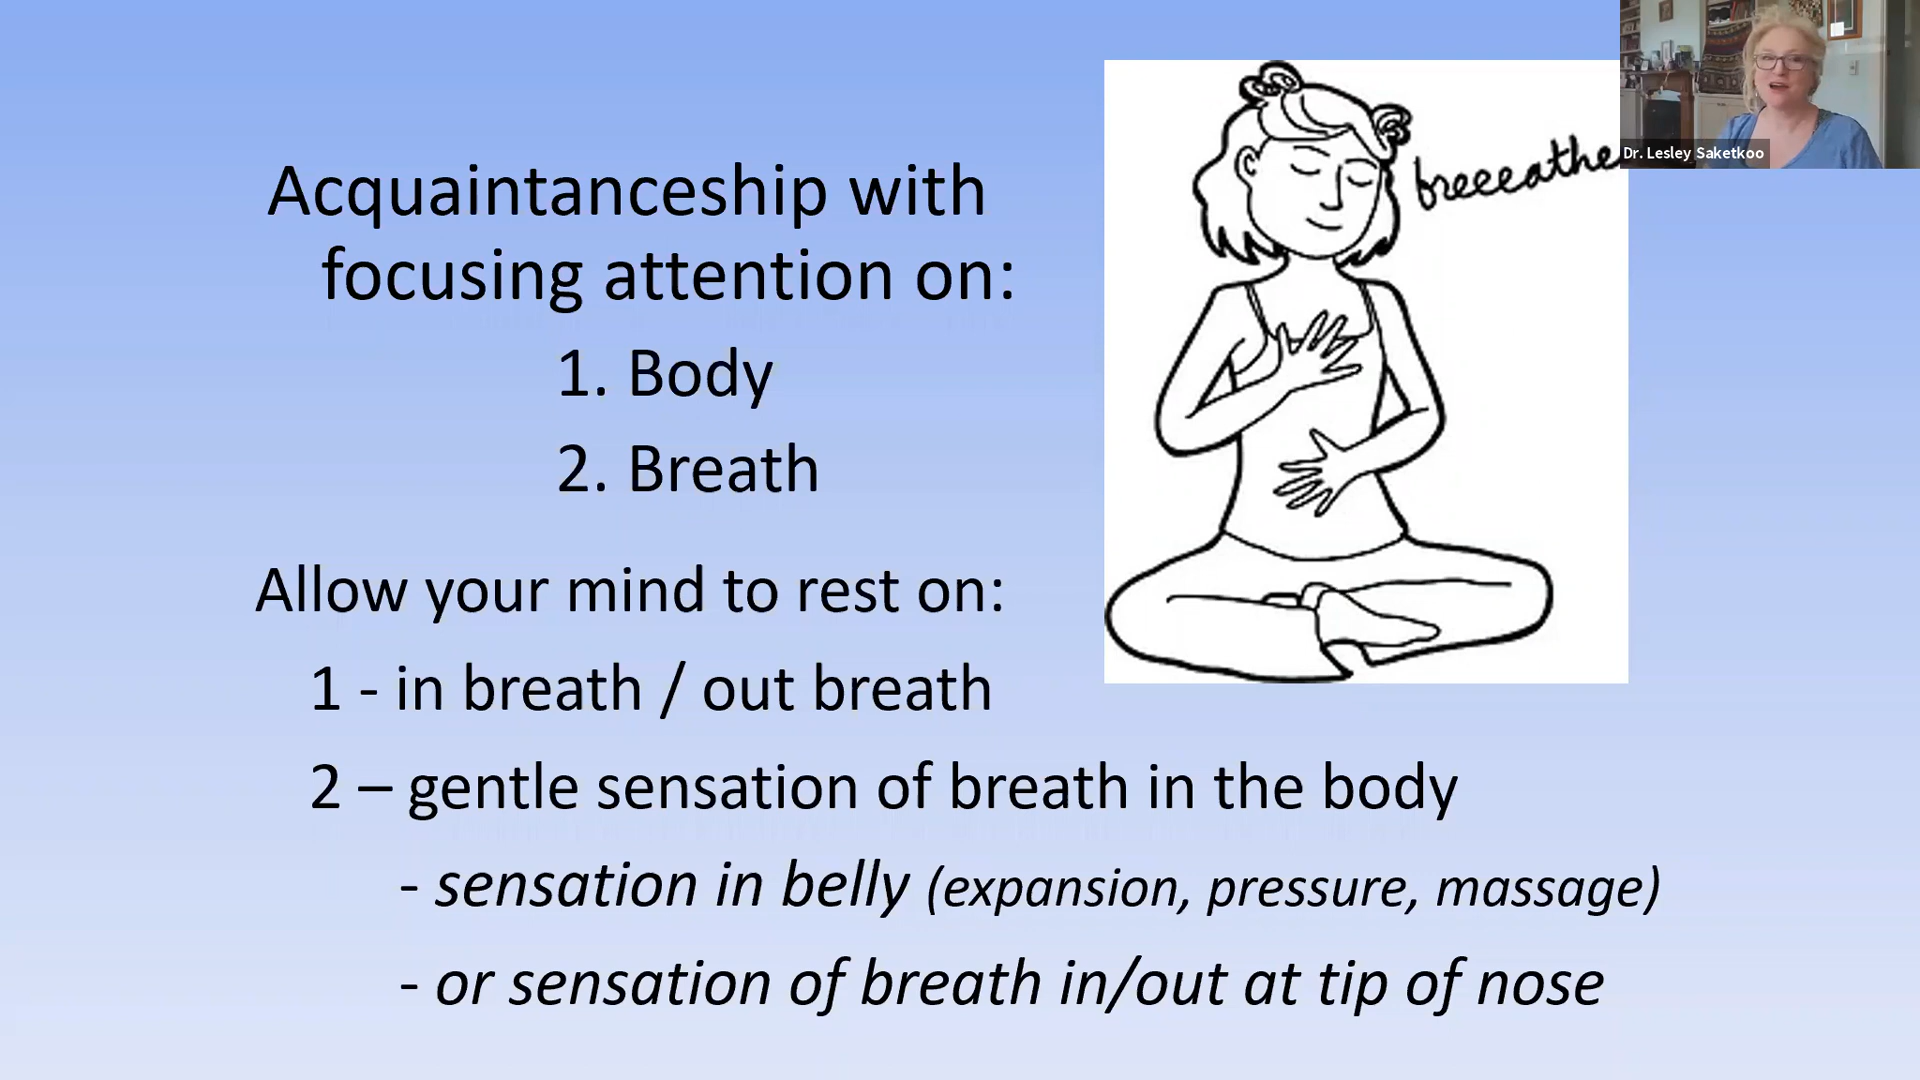 Acquaintanceship with
focusing attention on:
1. Body
2. Breath
breeeathe
Dr. Lesley Saketkoo
Allow your mind to rest on:
1 - in breath / out breath
2 – gentle sensation of breath in the body
- sensation in belly (expansion, pressure, massage)
- or sensation of breath in/out at tip of nose